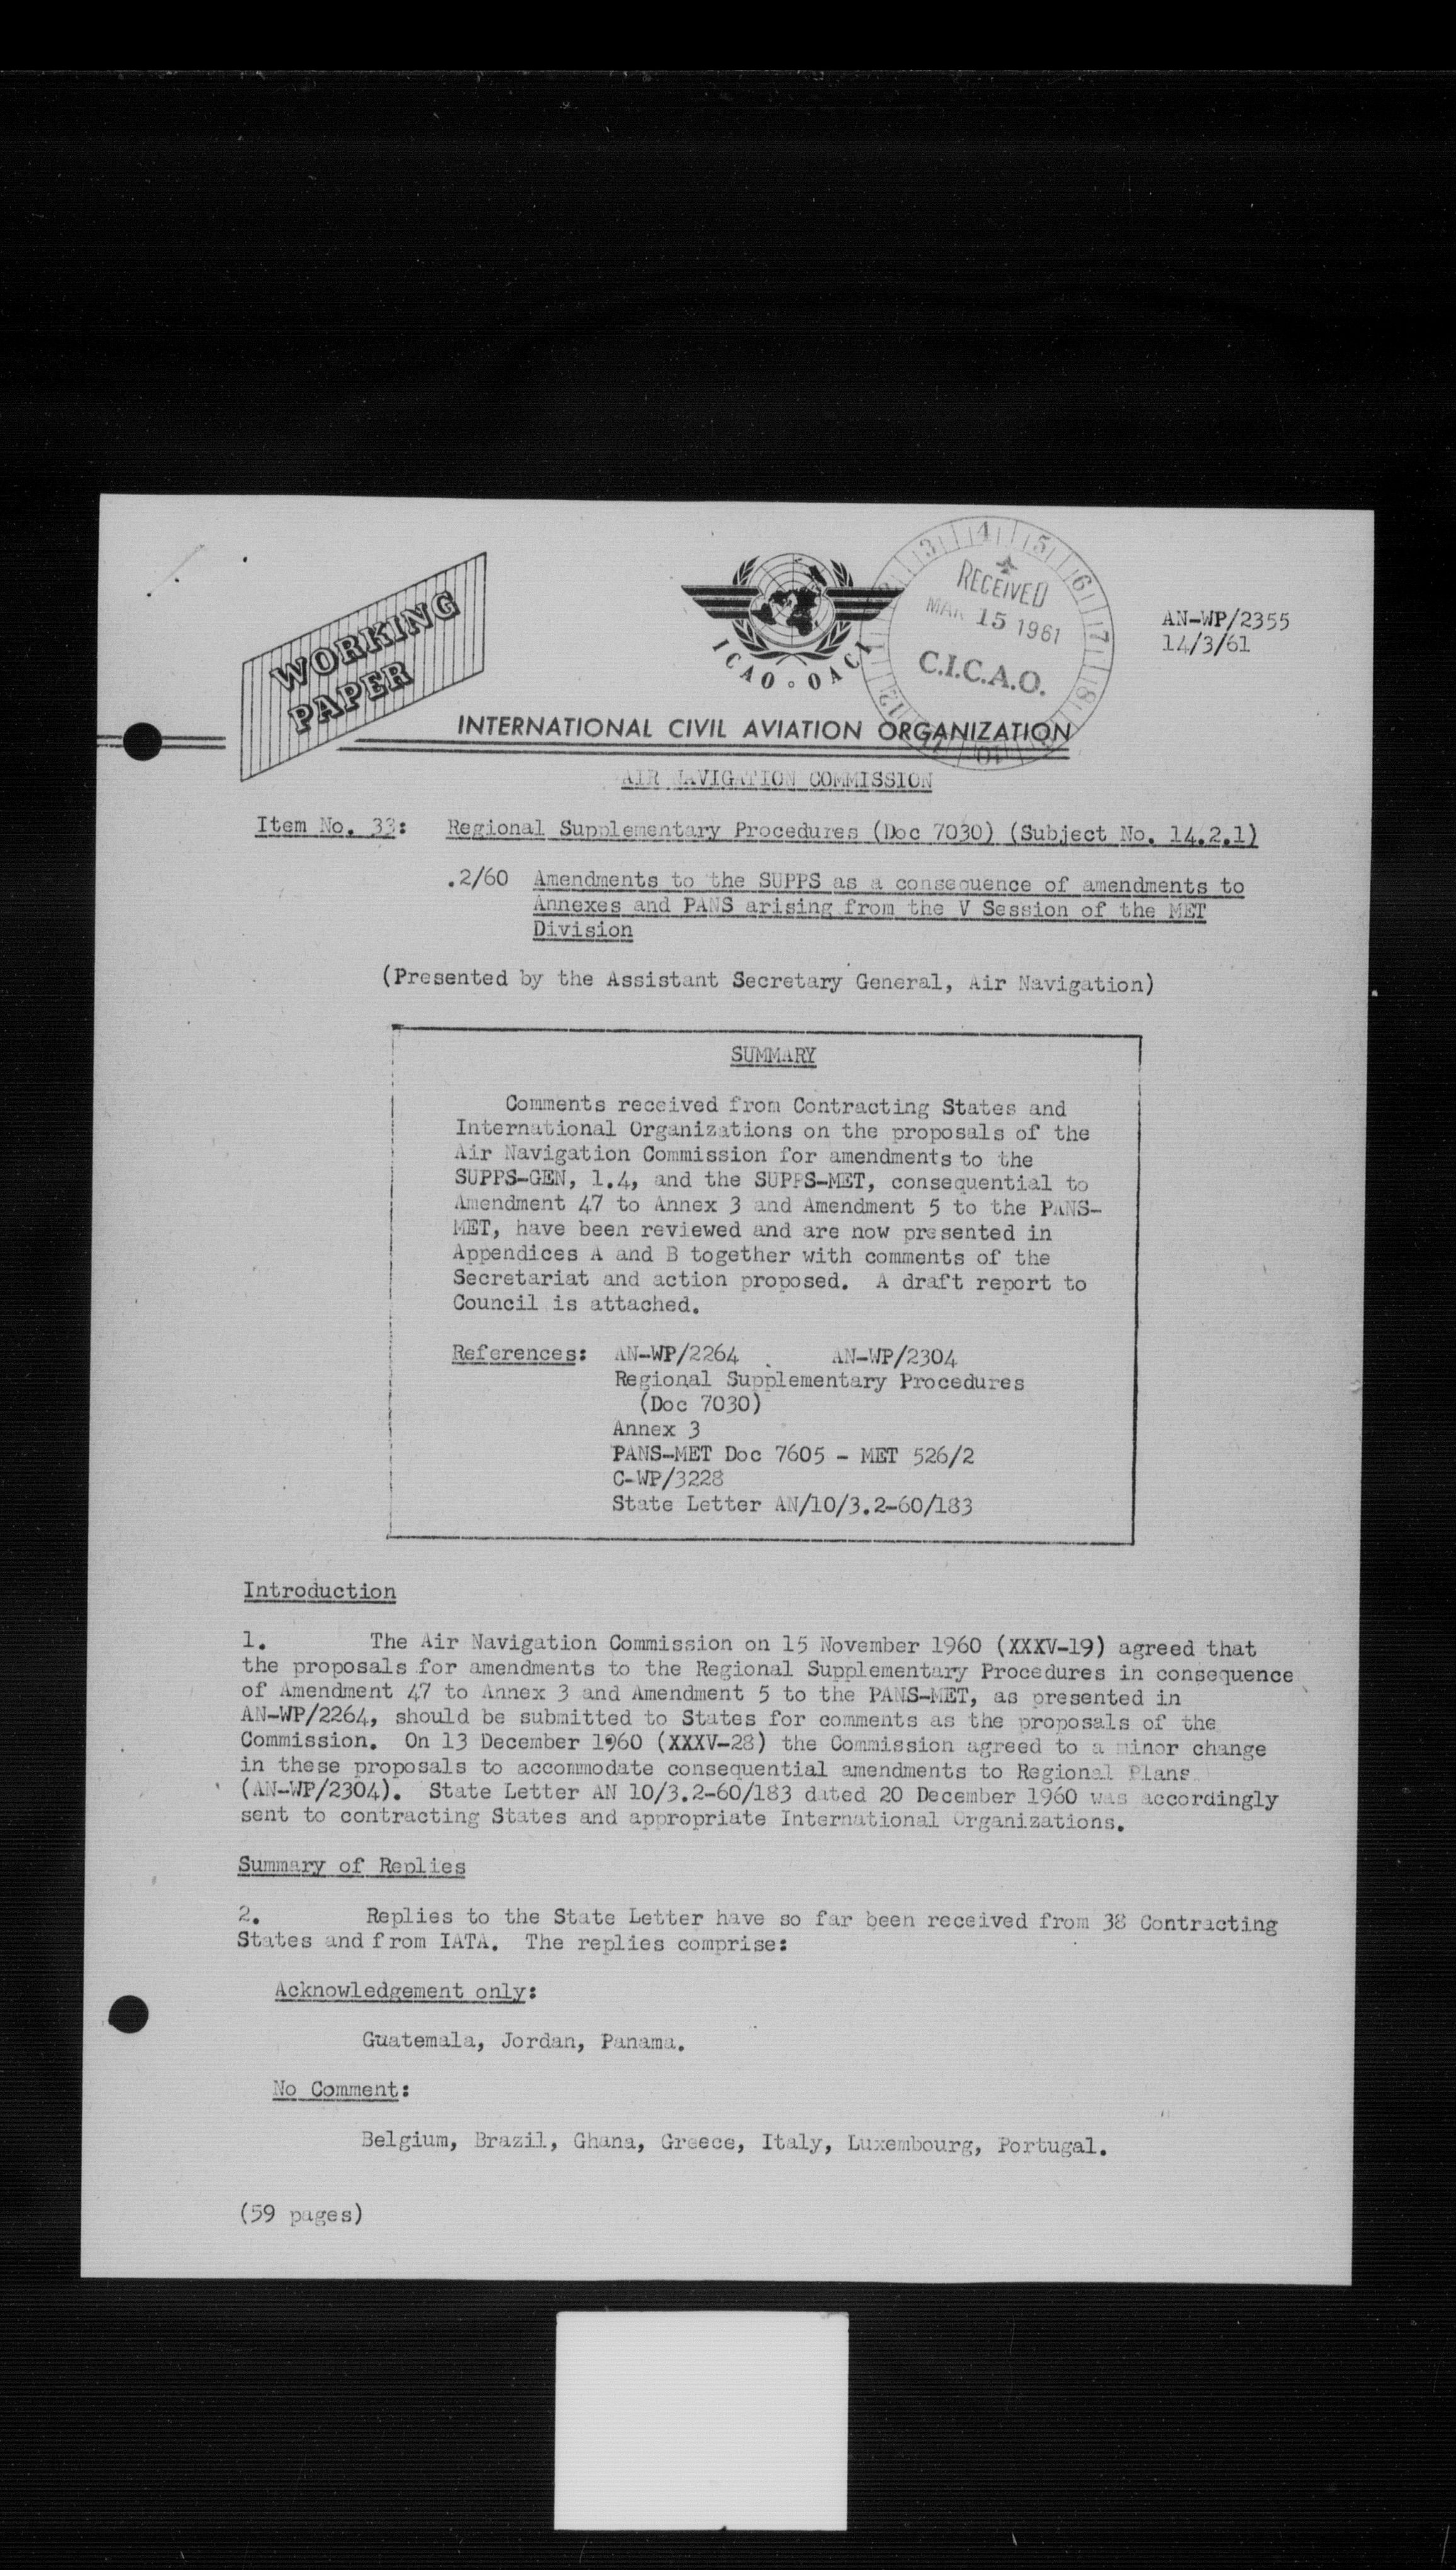 WORKING
PAPER
ICAO · OACI
RECEIVED
MAR 15 1961
C.I.C.A.O.
AN-WP/2355
14/3/61
INTERNATIONAL CIVIL AVIATION ORGANIZATION
AIR NAVIGATION COMMISSION
Item No. 33: Regional Supplementary Procedures (Doc 7030) (Subject No. 14.2.1)
.2/60 Amendments to the SUPPS as a consequence of amendments to
Annexes and PANS arising from the V Session of the MET
Division
(Presented by the Assistant Secretary General, Air Navigation)
SUMMARY
Comments received from Contracting States and
International Organizations on the proposals of the
Air Navigation Commission for amendments to the
SUPPS-GEN, 1.4, and the SUPPS-MET, consequential to
Amendment 47 to Annex 3 and Amendment 5 to the PANS-
MET, have been reviewed and are now presented in
Appendices A and B together with comments of the
Secretariat and action proposed. A draft report to
Council is attached.
References: AN-WP/2264 AN-WP/2304
Regional Supplementary Procedures
(Doc 7030)
Annex 3
PANS-MET Doc 7605 - MET 526/2
C-WP/3228
State Letter AN/10/3.2-60/183
Introduction
1. The Air Navigation Commission on 15 November 1960 (XXXV-19) agreed that
the proposals for amendments to the Regional Supplementary Procedures in consequence
of Amendment 47 to Annex 3 and Amendment 5 to the PANS-MET, as presented in
AN-WP/2264, should be submitted to States for comments as the proposals of the
Commission. On 13 December 1960 (XXXV-28) the Commission agreed to a minor change
in these proposals to accommodate consequential amendments to Regional Plans
(AN-WP/2304). State Letter AN 10/3.2-60/183 dated 20 December 1960 was accordingly
sent to contracting States and appropriate International Organizations.
Summary of Replies
2. Replies to the State Letter have so far been received from 38 Contracting
States and from IATA. The replies comprise:
Acknowledgement only:
Guatemala, Jordan, Panama.
No Comment:
Belgium, Brazil, Ghana, Greece, Italy, Luxembourg, Portugal.
(59 pages)